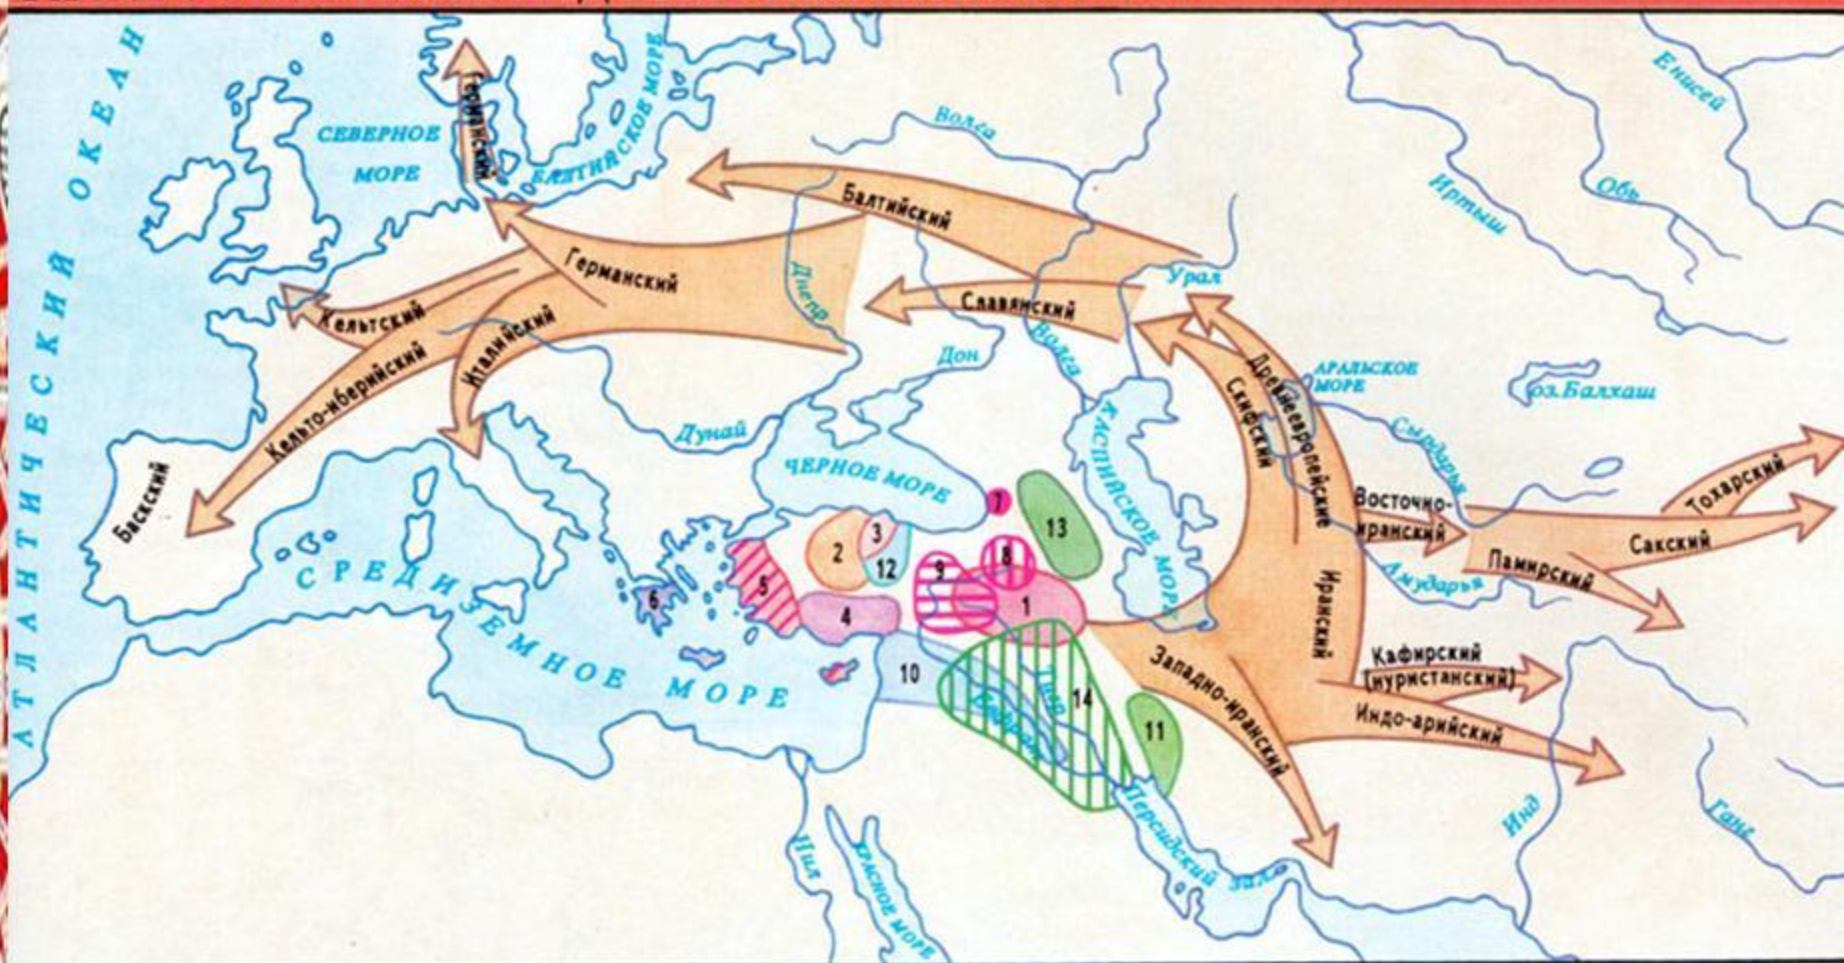 АТЛАНТИЧЕСКИЙ ОКЕАН
СЕВЕРНОЕ
МОРЕ
Германский
БАЛТИЙСКОЕ МОРЕ
Волга
Енисей
Обь
Иртыш
Балтийский
Германский
Днепр
Славянский
Урал
Кельтский
Италийский
Кельто-иберийский
Дон
Волга
Скифский
Древнеевропейские
АРАЛЬСКОЕ
МОРЕ
оз.Балхаш
Сырдарья
Дунай
ЧЕРНОЕ МОРЕ
КАСПИЙСКОЕ МОРЕ
Баскский
Восточно-
иранский
Тохарский
Сакский
Памирский
Амударья
СРЕДИЗЕМНОЕ МОРЕ
7
13
3
2
12
8
9
5
6
4
1
10
14
11
Иранский
Западно-иранский
Кафирский
(нуристанский)
Индо-арийский
Тигр
Евфрат
Персидский зал.
Нил
КРАСНОЕ МОРЕ
Инд
Ганг